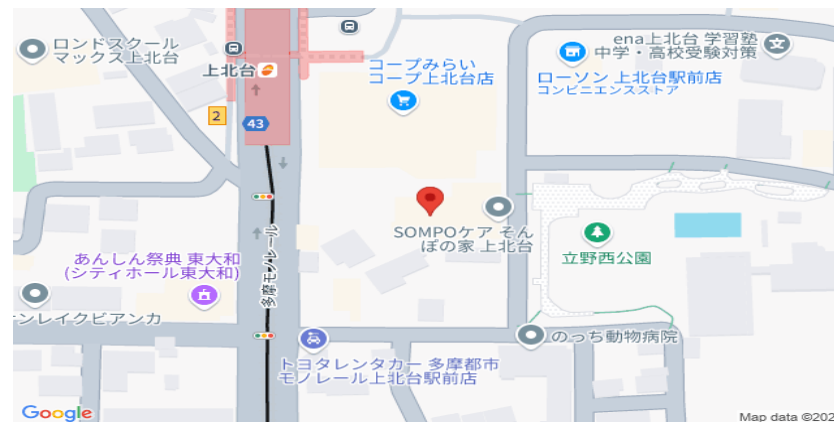 ロンドスクール
マックス上北台
上北台
2
43
コープみらい
コープ上北台店
ena上北台 学習塾
中学・高校受験対策
ローソン 上北台駅前店
コンビニエンスストア
SOMPOケア そん
ぽの家 上北台
立野西公園
あんしん祭典 東大和
(シティホール東大和)
多摩モノレール
ーンレイクビアンカ
のっち動物病院
トヨタレンタカー 多摩都市
モノレール上北台駅前店
Google
Map data ©202